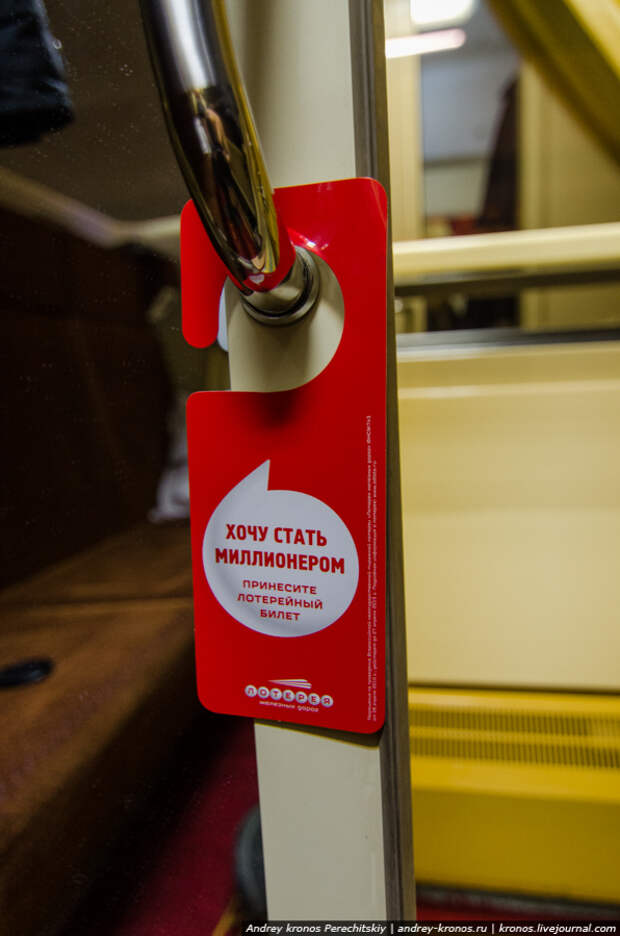 ХОЧУ СТАТЬ
МИЛЛИОНЕРОМ
ПРИНЕСИТЕ
ЛОТЕРЕЙНЫЙ
БИЛЕТ
ЛОТЕРЕЯ
железных дорог
Andrey kronos Perechitskiy | andrey-kronos.ru | kronos.livejournal.com